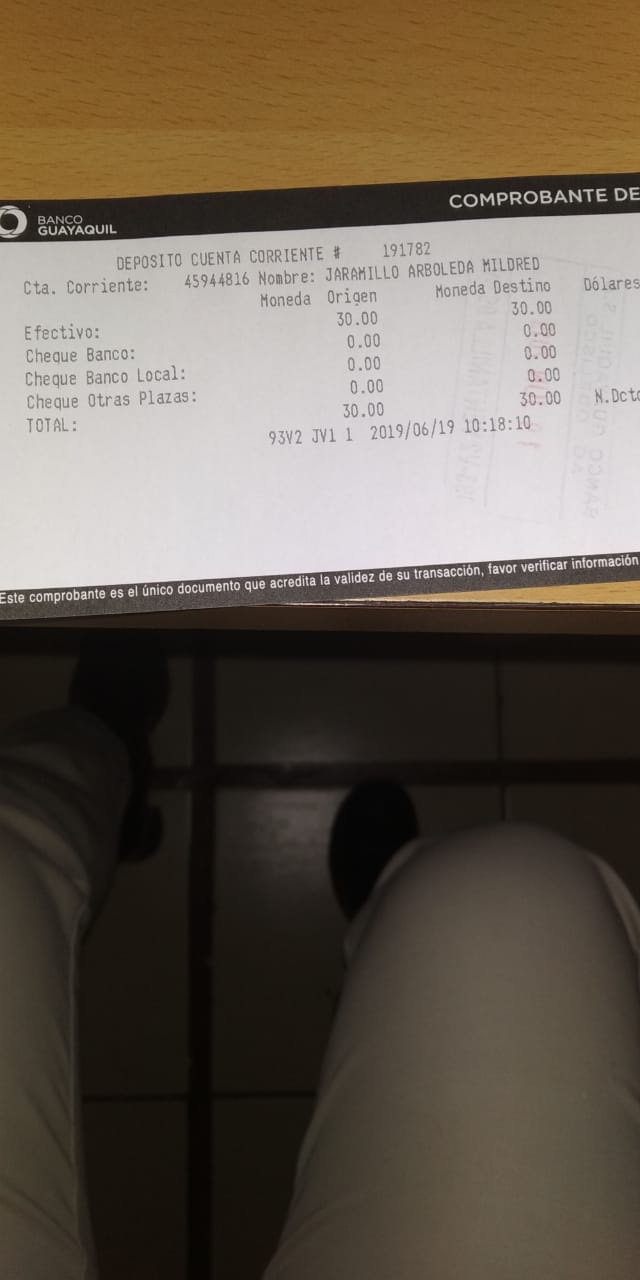 COMPROBANTE DE
BANCO
GUAYAQUIL
DEPOSITO CUENTA CORRIENTE # 191782
Cta. Corriente: 45944816 Nombre: JARAMILLO ARBOLEDA MILDRED
Moneda Origen Moneda Destino Dólares
Efectivo: 30.00 30.00
Cheque Banco: 0.00 0.00
Cheque Banco Local: 0.00 0.00
Cheque Otras Plazas: 0.00 0.00
TOTAL: 30.00 30.00 N.Dcto
93V2 JV1 1 2019/06/19 10:18:10
Este comprobante es el único documento que acredita la validez de su transacción, favor verificar información